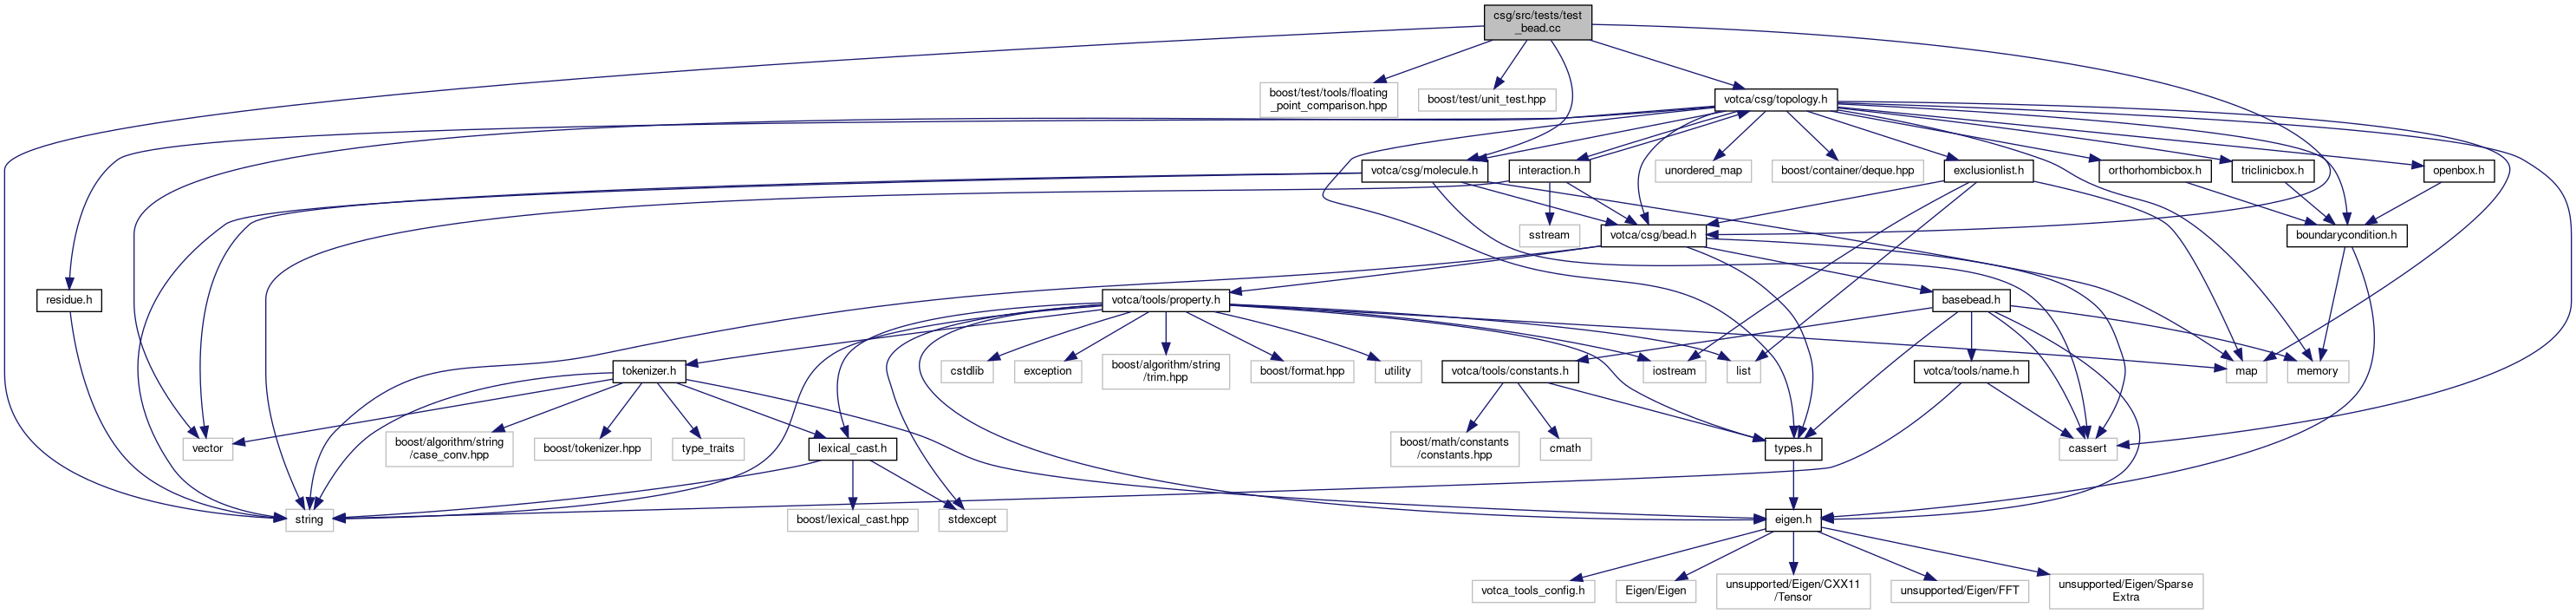 csg/src/tests/test
_bead.cc
boost/test/tools/floating
_point_comparison.hpp
boost/test/unit_test.hpp
votca/csg/topology.h
votca/csg/molecule.h
interaction.h
unordered_map
boost/container/deque.hpp
exclusionlist.h
orthorhombicbox.h
triclinicbox.h
openbox.h
sstream
votca/csg/bead.h
boundarycondition.h
residue.h
votca/tools/property.h
basebead.h
tokenizer.h
cstdlib
exception
boost/algorithm/string
/trim.hpp
boost/format.hpp
utility
votca/tools/constants.h
iostream
list
votca/tools/name.h
map
memory
vector
boost/algorithm/string
/case_conv.hpp
boost/tokenizer.hpp
type_traits
lexical_cast.h
boost/math/constants
/constants.hpp
cmath
types.h
cassert
string
boost/lexical_cast.hpp
stdexcept
eigen.h
votca_tools_config.h
Eigen/Eigen
unsupported/Eigen/CXX11
/Tensor
unsupported/Eigen/FFT
unsupported/Eigen/Sparse
Extra